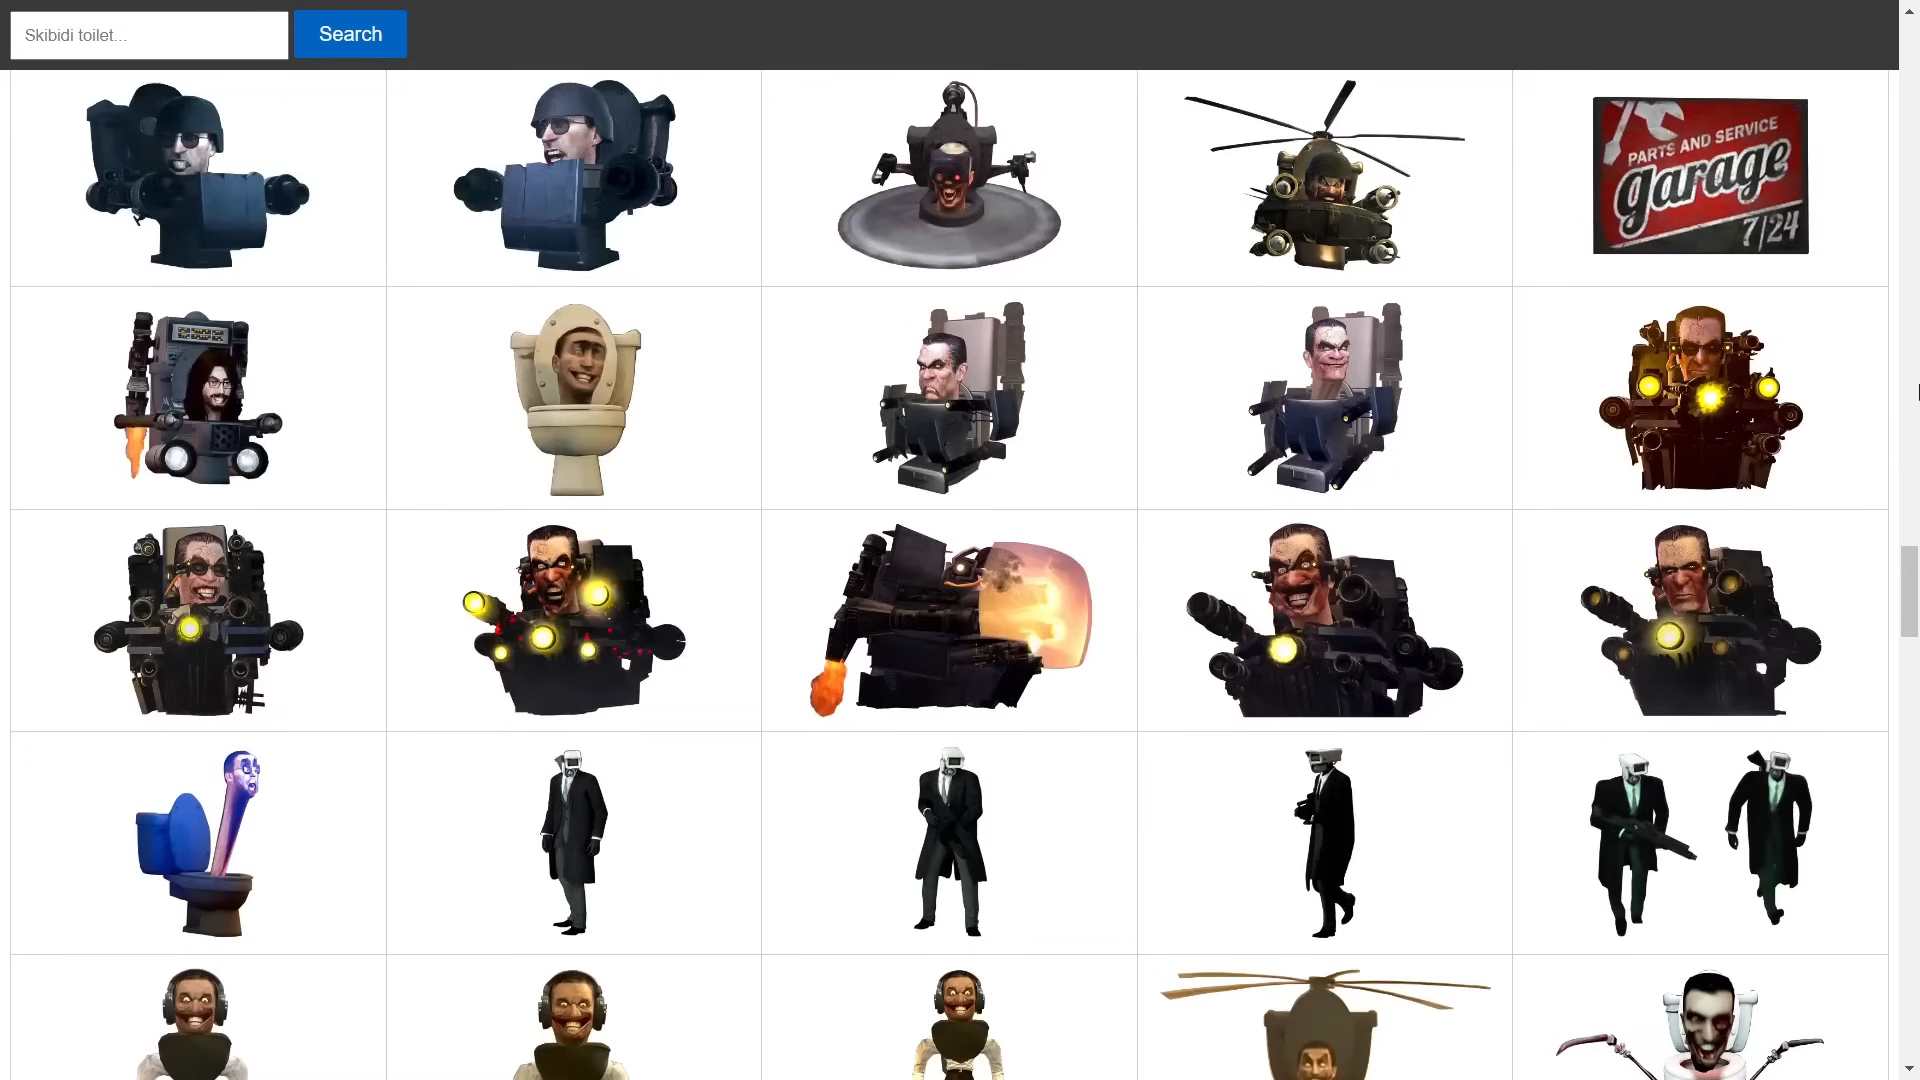 Skibidi toilet...
Search
PARTS AND SERVICE
garage
7/24